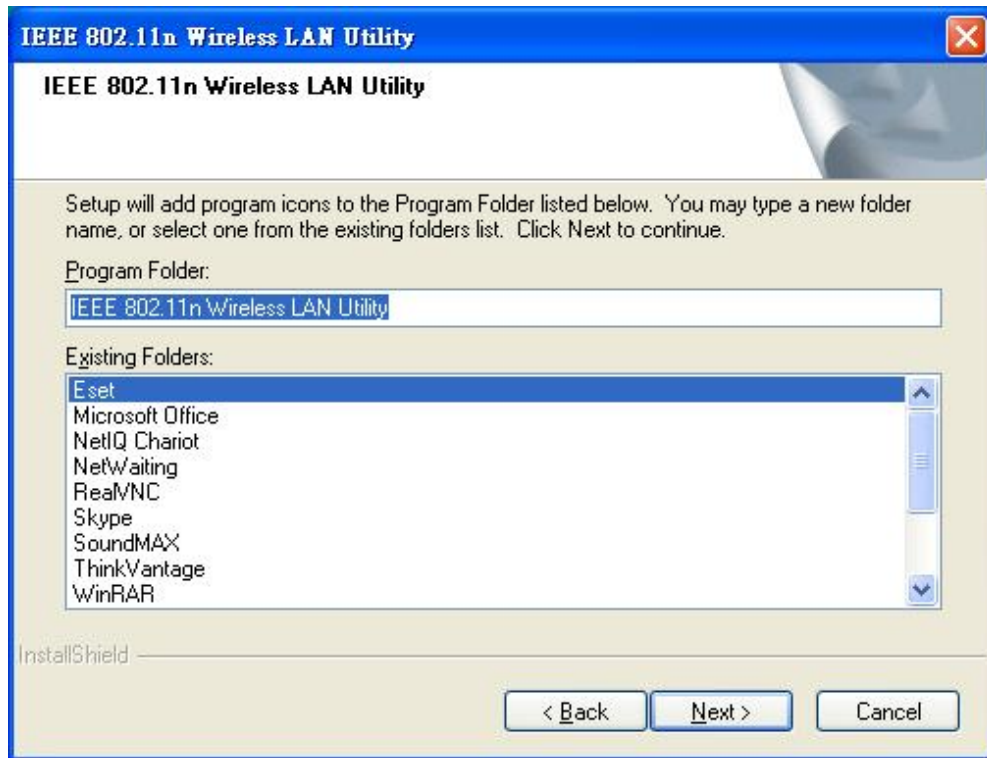 IEEE 802.11n Wireless LAN Utility
IEEE 802.11n Wireless LAN Utility
Setup will add program icons to the Program Folder listed below. You may type a new folder
name, or select one from the existing folders list. Click Next to continue.
Program Folder:
IEEE 802.11n Wireless LAN Utility
Existing Folders:
Eset
Microsoft Office
NetIQ Chariot
NetWaiting
RealVNC
Skype
SoundMAX
ThinkVantage
WinRAR
InstallShield
< Back
Next >
Cancel